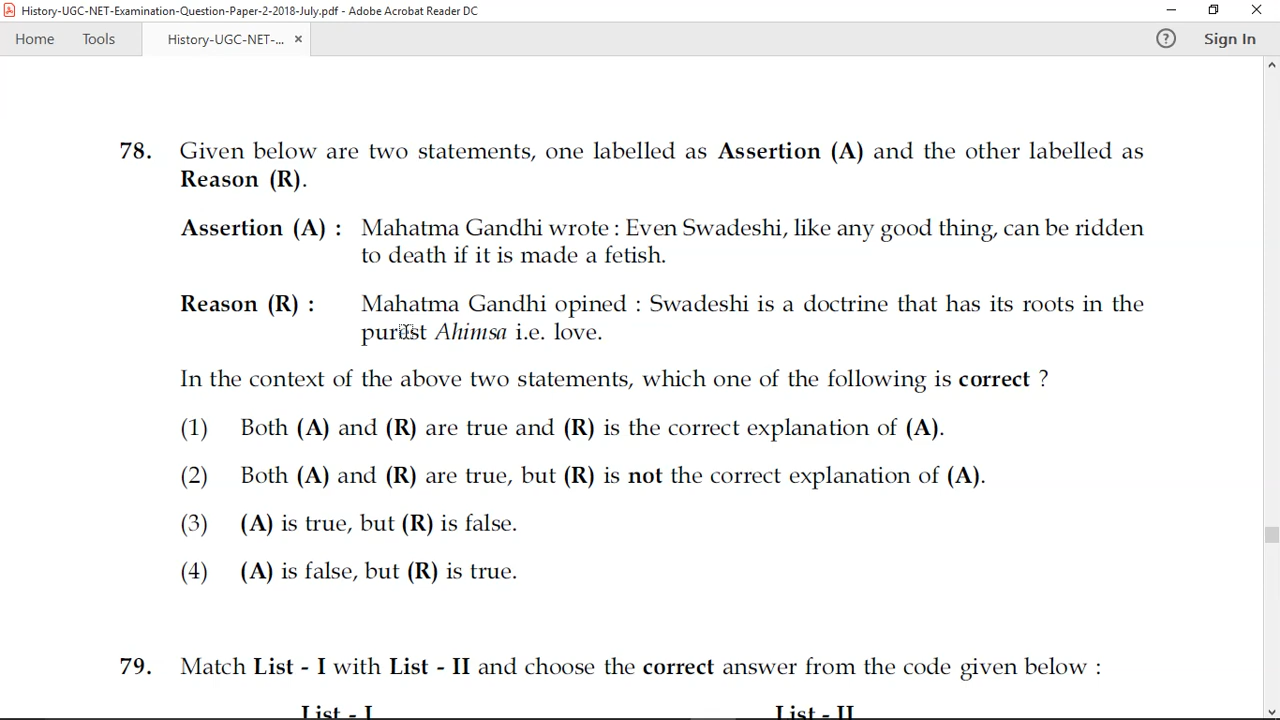 History-UGC-NET-Examination-Question-Paper-2-2018-July.pdf - Adobe Acrobat Reader DC
Home Tools History-UGC-NET-... × ? Sign In
78. Given below are two statements, one labelled as Assertion (A) and the other labelled as
Reason (R).
Assertion (A) : Mahatma Gandhi wrote : Even Swadeshi, like any good thing, can be ridden
to death if it is made a fetish.
Reason (R) : Mahatma Gandhi opined : Swadeshi is a doctrine that has its roots in the
purest Ahimsa i.e. love.
In the context of the above two statements, which one of the following is correct ?
(1) Both (A) and (R) are true and (R) is the correct explanation of (A).
(2) Both (A) and (R) are true, but (R) is not the correct explanation of (A).
(3) (A) is true, but (R) is false.
(4) (A) is false, but (R) is true.
79. Match List - I with List - II and choose the correct answer from the code given below :
List - I List - II